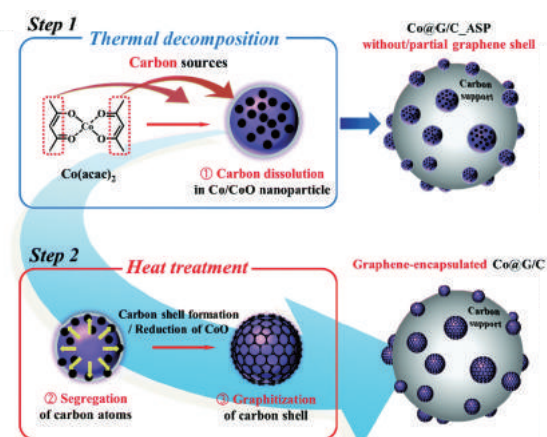 Step 1
Thermal decomposition
Carbon sources
O
O
Co
O
O
Co(acac)2
① Carbon dissolution
in Co/CoO nanoparticle
Co@G/C_ASP
without/partial graphene shell
Carbon
support
Step 2
Heat treatment
Carbon shell formation
/ Reduction of CoO
② Segregation
of carbon atoms
③ Graphitization
of carbon shell
Graphene-encapsulated Co@G/C
Carbon
support